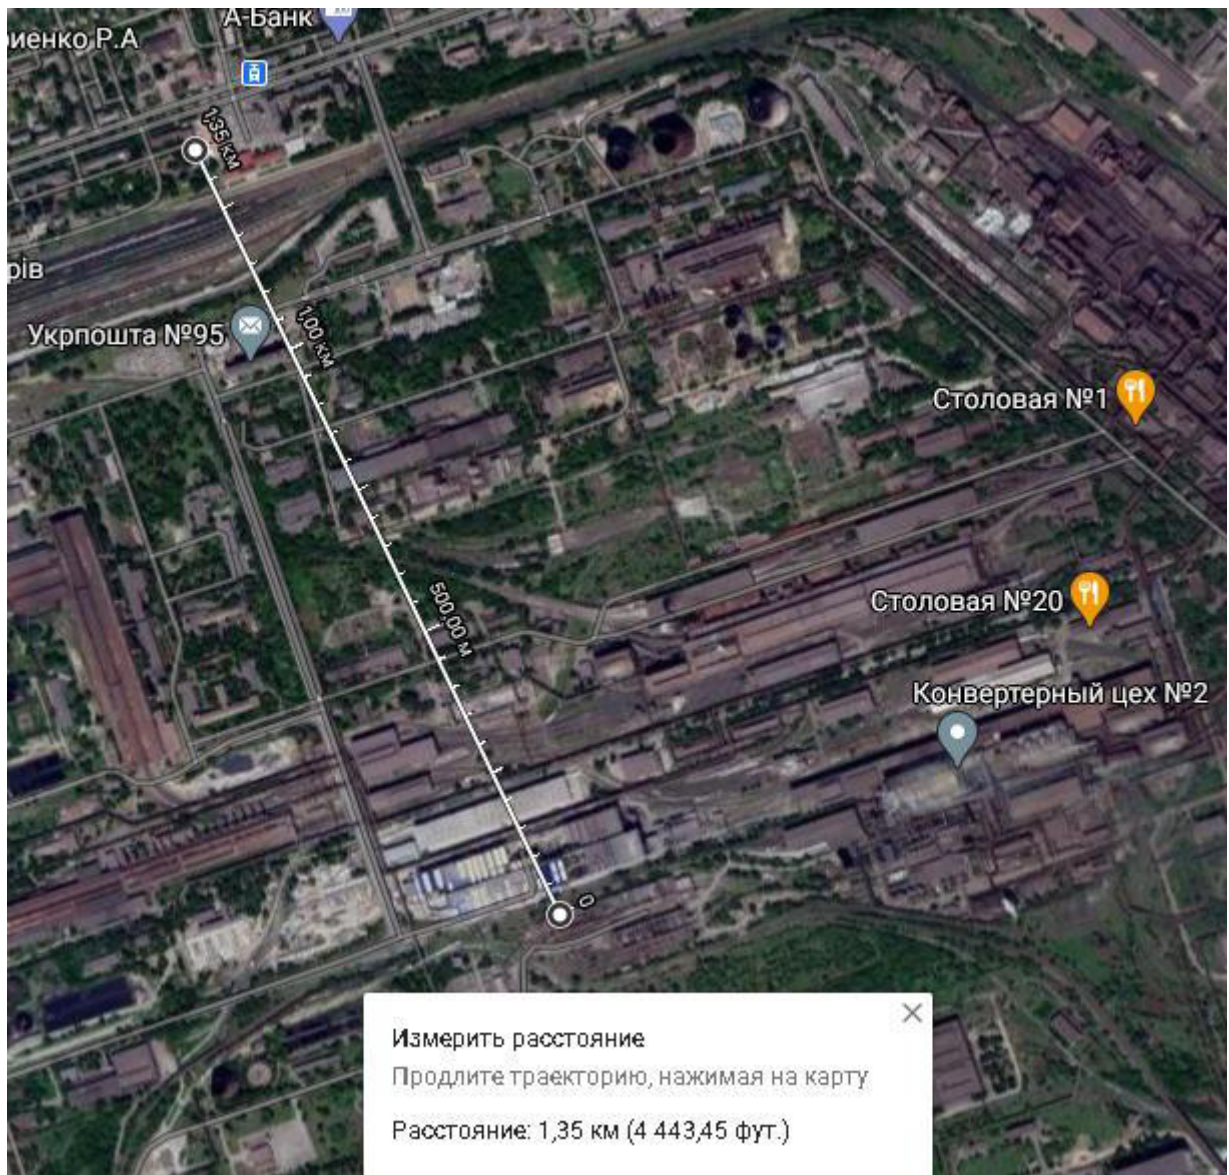 А-Банк
риенко Р.А
1,35 км
рів
Укрпошта №95
1,00 км
Столовая №1
500,00 м
Столовая №20
Конвертерный цех №2
0
Измерить расстояние
Продлите траекторию, нажимая на карту
Расстояние: 1,35 км (4 443,45 фут.)